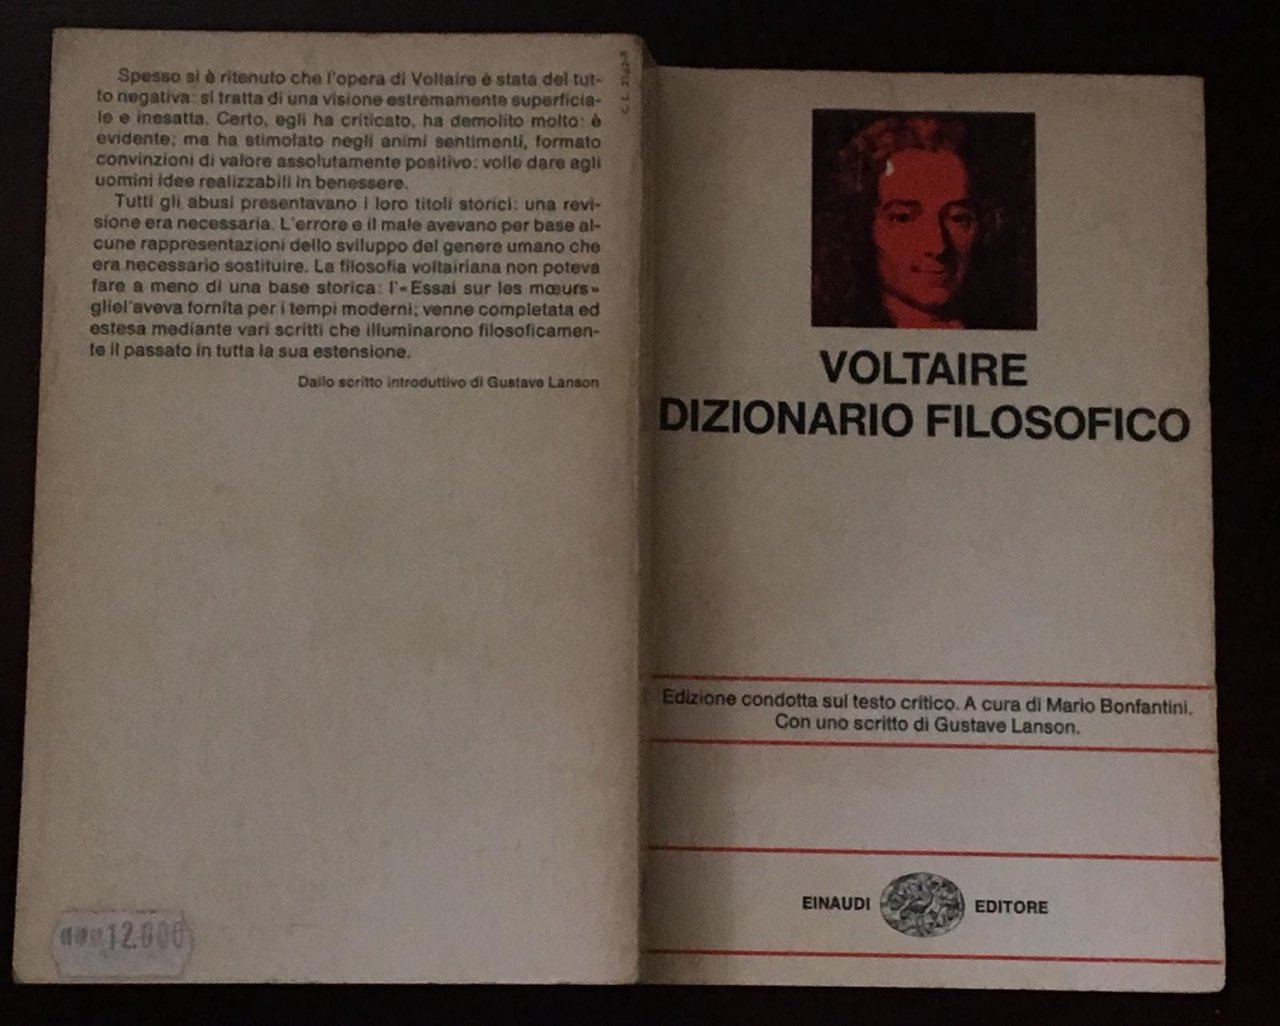 Spesso si è ritenuto che l'opera di Voltaire è stata del tut-
to negativa: si tratta di una visione estremamente superficia-
le e inesatta. Certo, egli ha criticato, ha demolito molto: è
evidente; ma ha stimolato negli animi sentimenti, formato
convinzioni di valore assolutamente positivo: volle dare agli
uomini idee realizzabili in benessere.
Tutti gli abusi presentavano i loro titoli storici: una revi-
sione era necessaria. L'errore e il male avevano per base al-
cune rappresentazioni dello sviluppo del genere umano che
era necessario sostituire. La filosofia voltairiana non poteva
fare a meno di una base storica: l'«Essai sur les mœurs»
gliel'aveva fornita per i tempi moderni; venne completata ed
estesa mediante vari scritti che illuminarono filosoficamen-
te il passato in tutta la sua estensione.
Dallo scritto introduttivo di Gustave Lanson
12.000
VOLTAIRE
DIZIONARIO FILOSOFICO
Edizione condotta sul testo critico. A cura di Mario Bonfantini.
Con uno scritto di Gustave Lanson.
EINAUDI EDITORE